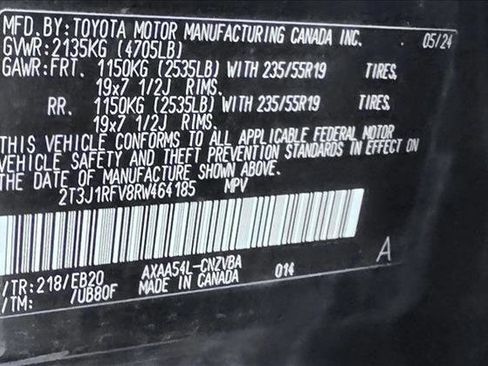 MFD.BY: TOYOTA MOTOR MANUFACTURING CANADA INC. 05/24
GVWR: 2135KG (4705LB)
GAWR: FRT. 1150KG (2535LB) WITH 235/55R19 TIRES,
19x7 1/2J RIMS.
RR. 1150KG (2535LB) WITH 235/55R19 TIRES,
19x7 1/2J RIMS.
THIS VEHICLE CONFORMS TO ALL APPLICABLE FEDERAL MOTOR
VEHICLE SAFETY AND THEFT PREVENTION STANDARDS IN EFFECT ON
THE DATE OF MANUFACTURE SHOWN ABOVE.
2T3J1RFV8RW464185 MPV
A
/TR: 218/EB20 AXAA54L-CNZVBA 014
/TM: /UB80F MADE IN CANADA